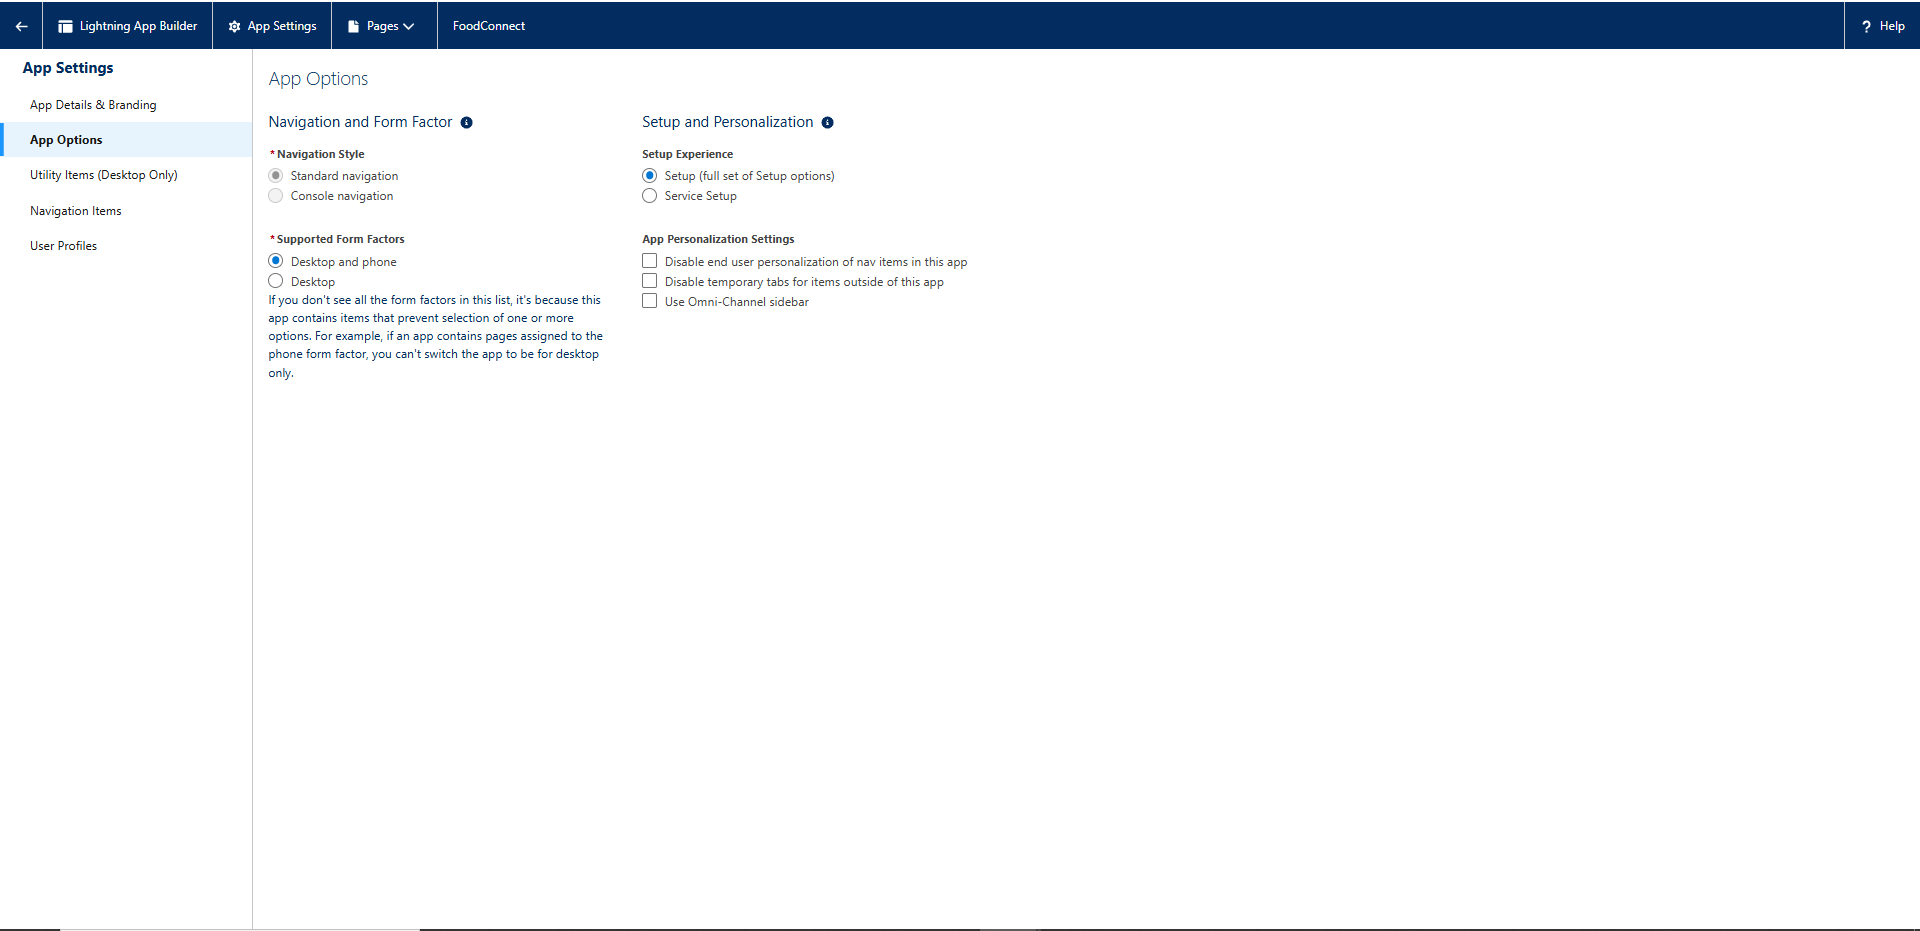 Lightning App Builder
App Settings
Pages
FoodConnect
? Help
App Settings
App Details & Branding
App Options
Utility Items (Desktop Only)
Navigation Items
User Profiles
App Options
Navigation and Form Factor
*Navigation Style
Standard navigation
Console navigation
*Supported Form Factors
Desktop and phone
Desktop
If you don't see all the form factors in this list, it's because this
app contains items that prevent selection of one or more
options. For example, if an app contains pages assigned to the
phone form factor, you can't switch the app to be for desktop
only.
Setup and Personalization
Setup Experience
Setup (full set of Setup options)
Service Setup
App Personalization Settings
Disable end user personalization of nav items in this app
Disable temporary tabs for items outside of this app
Use Omni-Channel sidebar